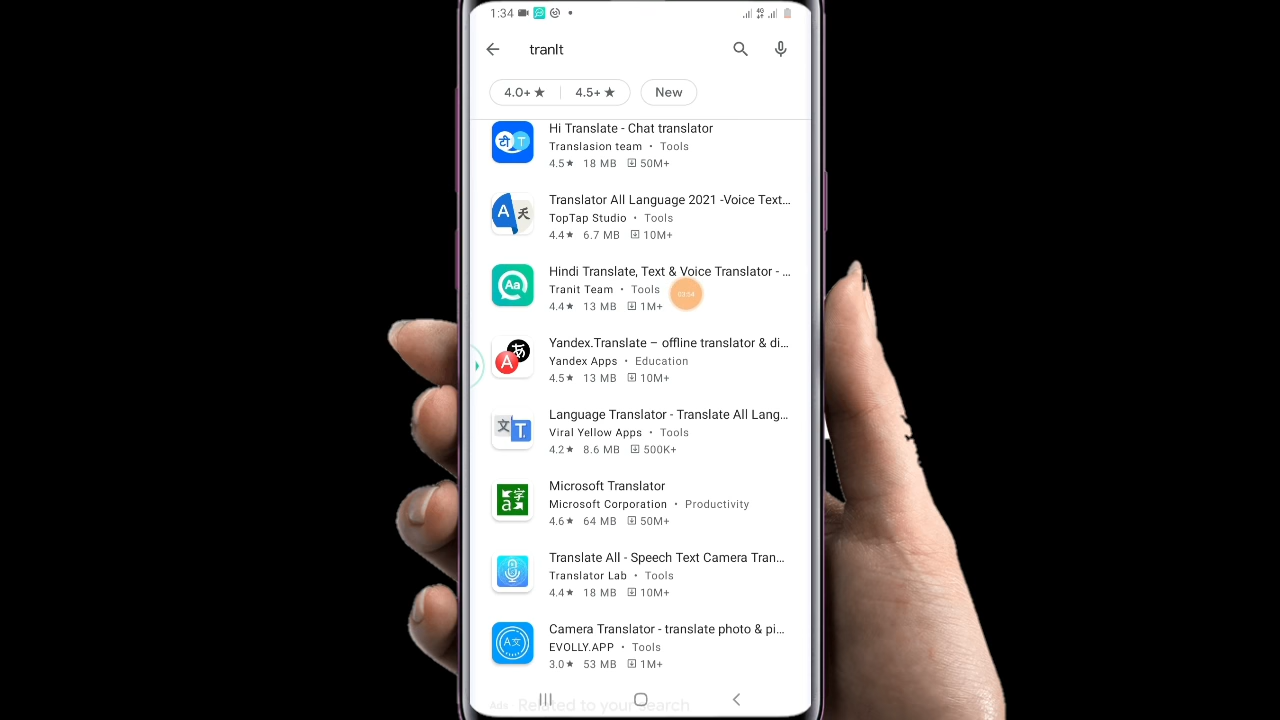 1:34
4G
tranlt
4.0+ ★ 4.5+ ★ New
Hi Translate - Chat translator
Translasion team • Tools
4.5★ 18 MB 50M+
Translator All Language 2021 -Voice Text...
TopTap Studio • Tools
4.4★ 6.7 MB 10M+
Hindi Translate, Text & Voice Translator - ...
Tranit Team • Tools
4.4★ 13 MB 1M+
Yandex.Translate – offline translator & di...
Yandex Apps • Education
4.5★ 13 MB 10M+
Language Translator - Translate All Lang...
Viral Yellow Apps • Tools
4.2★ 8.6 MB 500K+
Microsoft Translator
Microsoft Corporation • Productivity
4.6★ 64 MB 50M+
Translate All - Speech Text Camera Tran...
Translator Lab • Tools
4.4★ 18 MB 10M+
Camera Translator - translate photo & pi...
EVOLLY.APP • Tools
3.0★ 53 MB 1M+
Ads · Related to your search